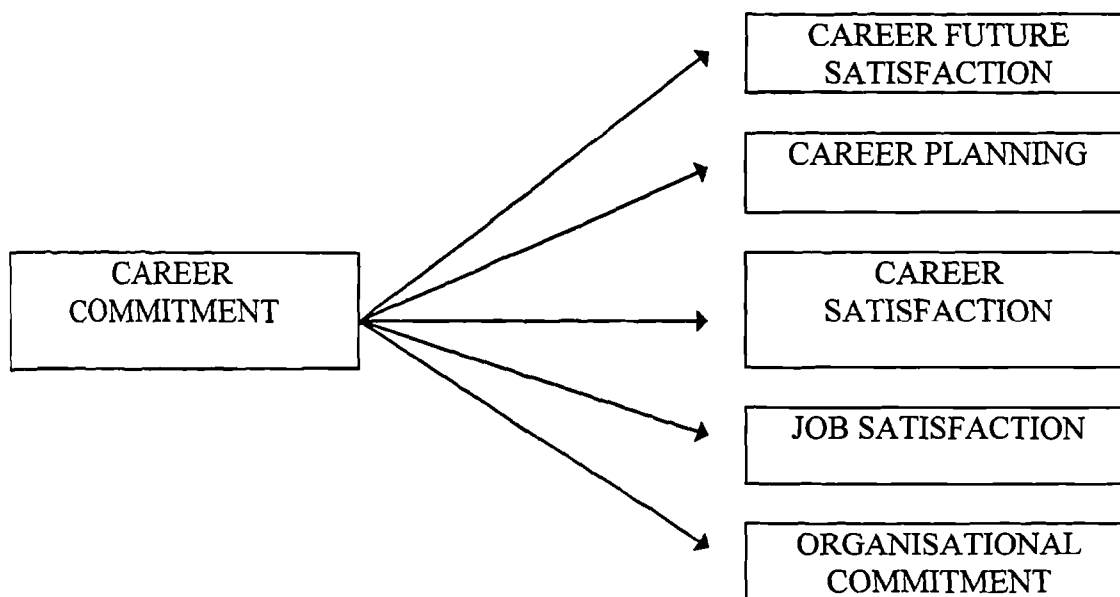 CAREER FUTURE
SATISFACTION
CAREER PLANNING
CAREER
COMMITMENT
CAREER
SATISFACTION
JOB SATISFACTION
ORGANISATIONAL
COMMITMENT